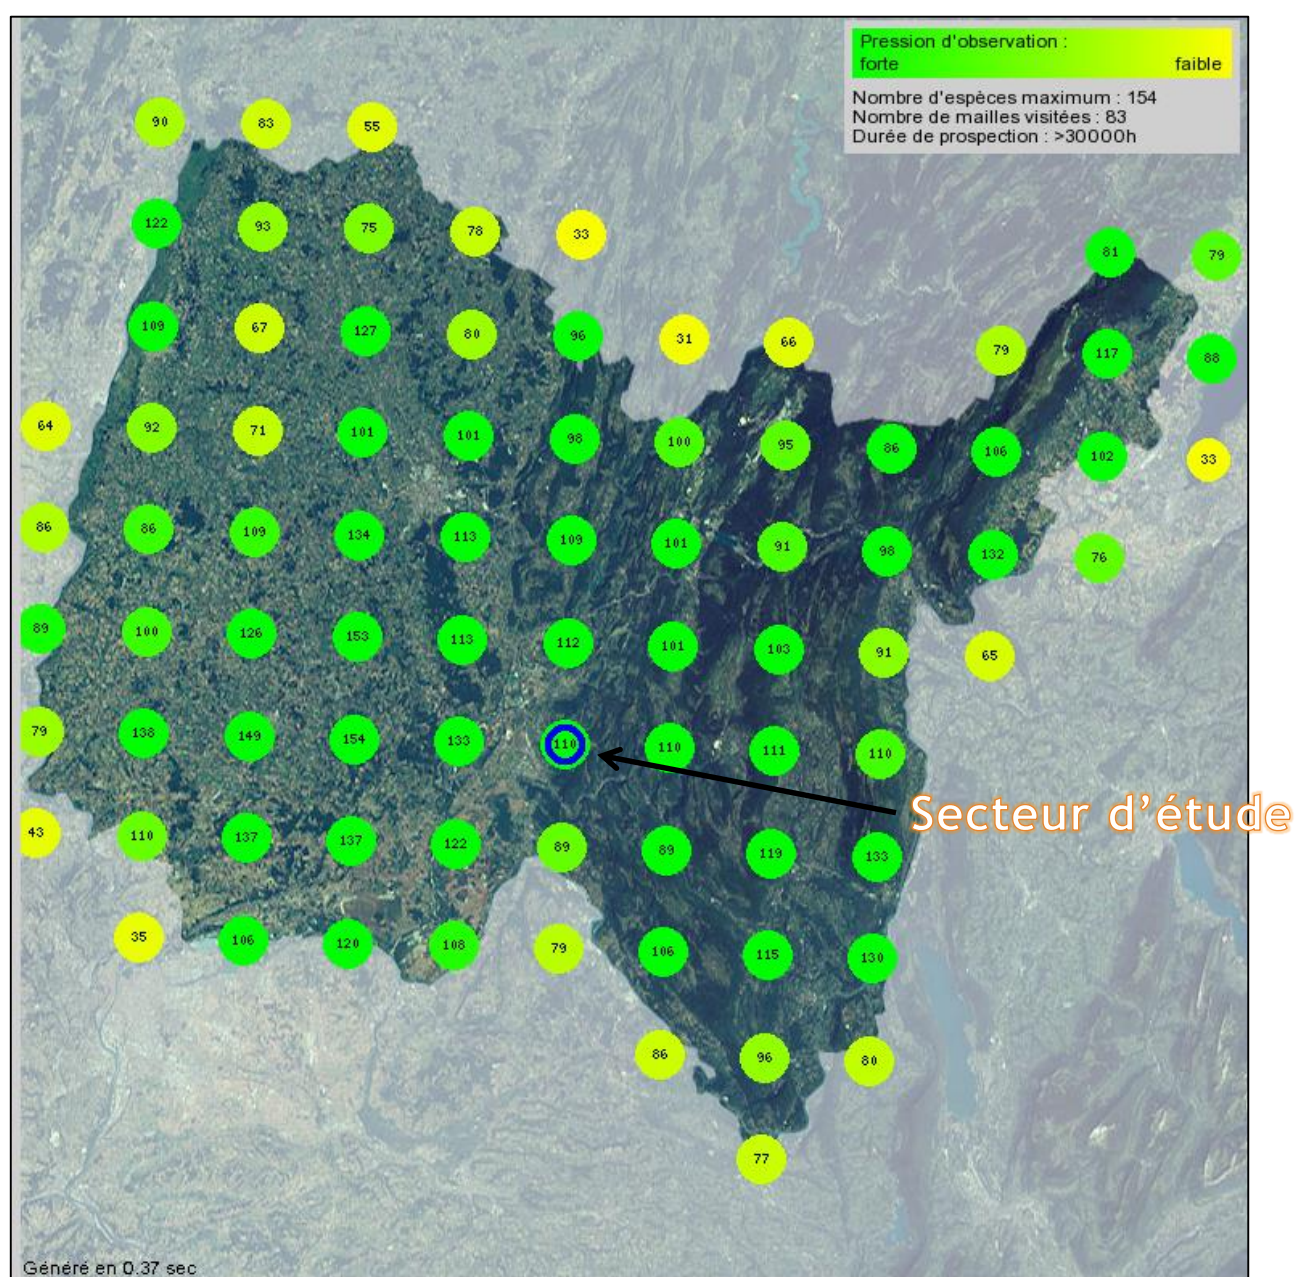 Pression d'observation :
forte faible
Nombre d'espèces maximum : 154
Nombre de mailles visitées : 83
Durée de prospection : >30000h
90 83 55
122 93 75 78 33
81 79
109 67 127 80 96 31 66 79 117 88
64 92 71 101 101 98 100 95 86 106 102 33
86 86 109 134 113 109 101 91 98 132 76
89 100 126 153 113 112 101 103 91 65
79 138 149 154 133 110 110 111 110
Secteur d'étude
43 110 137 137 122 89 89 119 133
35 106 120 108 79 106 115 130
86 96 80
77
Généré en 0.37 sec